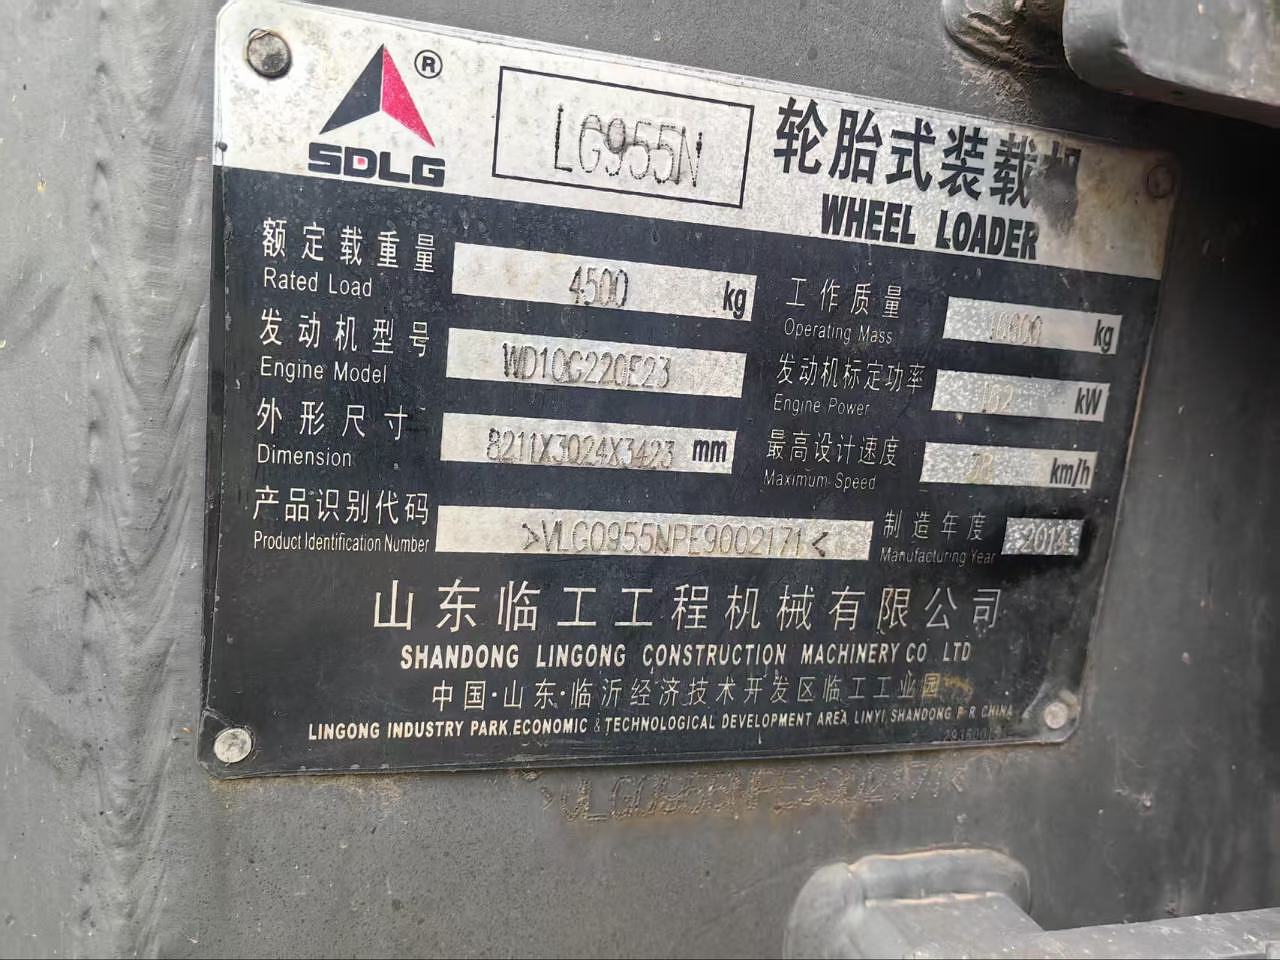 SDLG ®
LG955N
轮胎式装载机
WHEEL LOADER
额定载重量 4500 kg
Rated Load
工作质量 kg
Operating Mass
发动机型号 WD10G220E23
Engine Model
发动机标定功率 162 kW
Engine Power
外形尺寸 8211X3024X3423 mm
Dimension
最高设计速度 38 km/h
Maximum Speed
产品识别代码 >VLG0955NPE9002171<
Product Identification Number
制造年度 2014
Manufacturing Year
山东临工工程机械有限公司
SHANDONG LINGONG CONSTRUCTION MACHINERY CO LTD
中国·山东·临沂经济技术开发区临工工业园
LINGONG INDUSTRY PARK,ECONOMIC & TECHNOLOGICAL DEVELOPMENT AREA, LINYI, SHANDONG P R CHINA
>VLG0955NPE9002171<